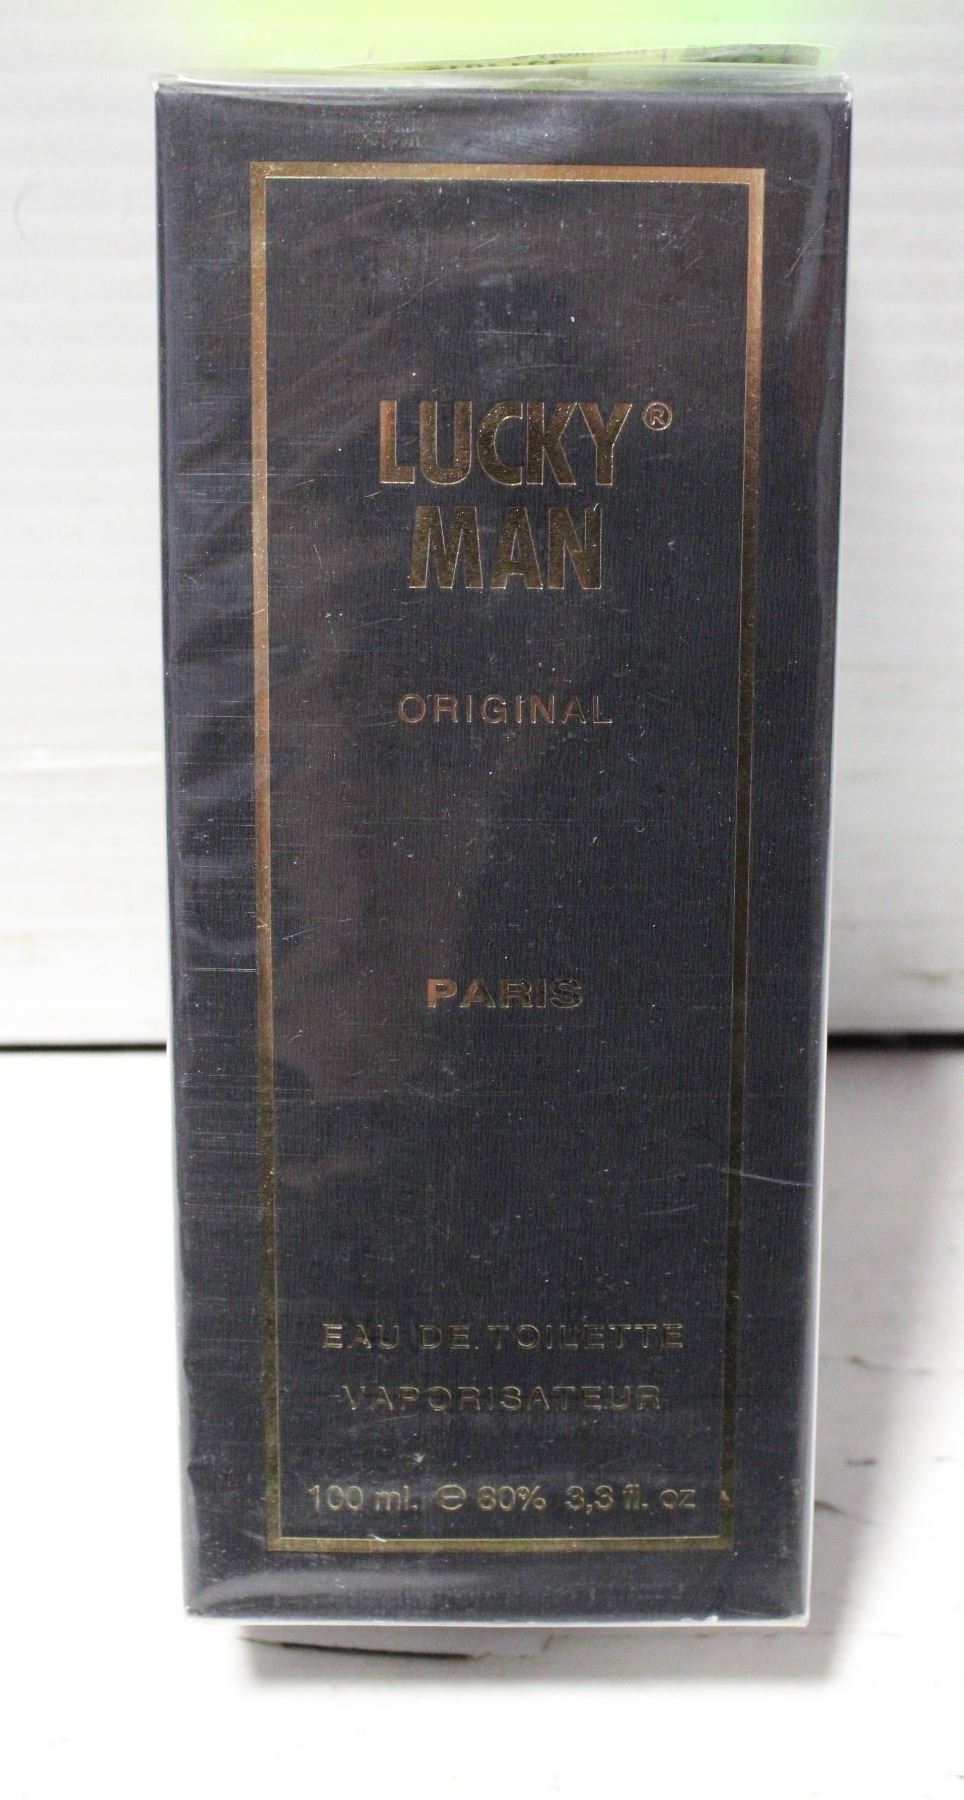 LUCKY®
MAN
ORIGINAL
PARIS
EAU DE TOILETTE
VAPORISATEUR
100 ml. ℮ 80% 3,3 fl. oz